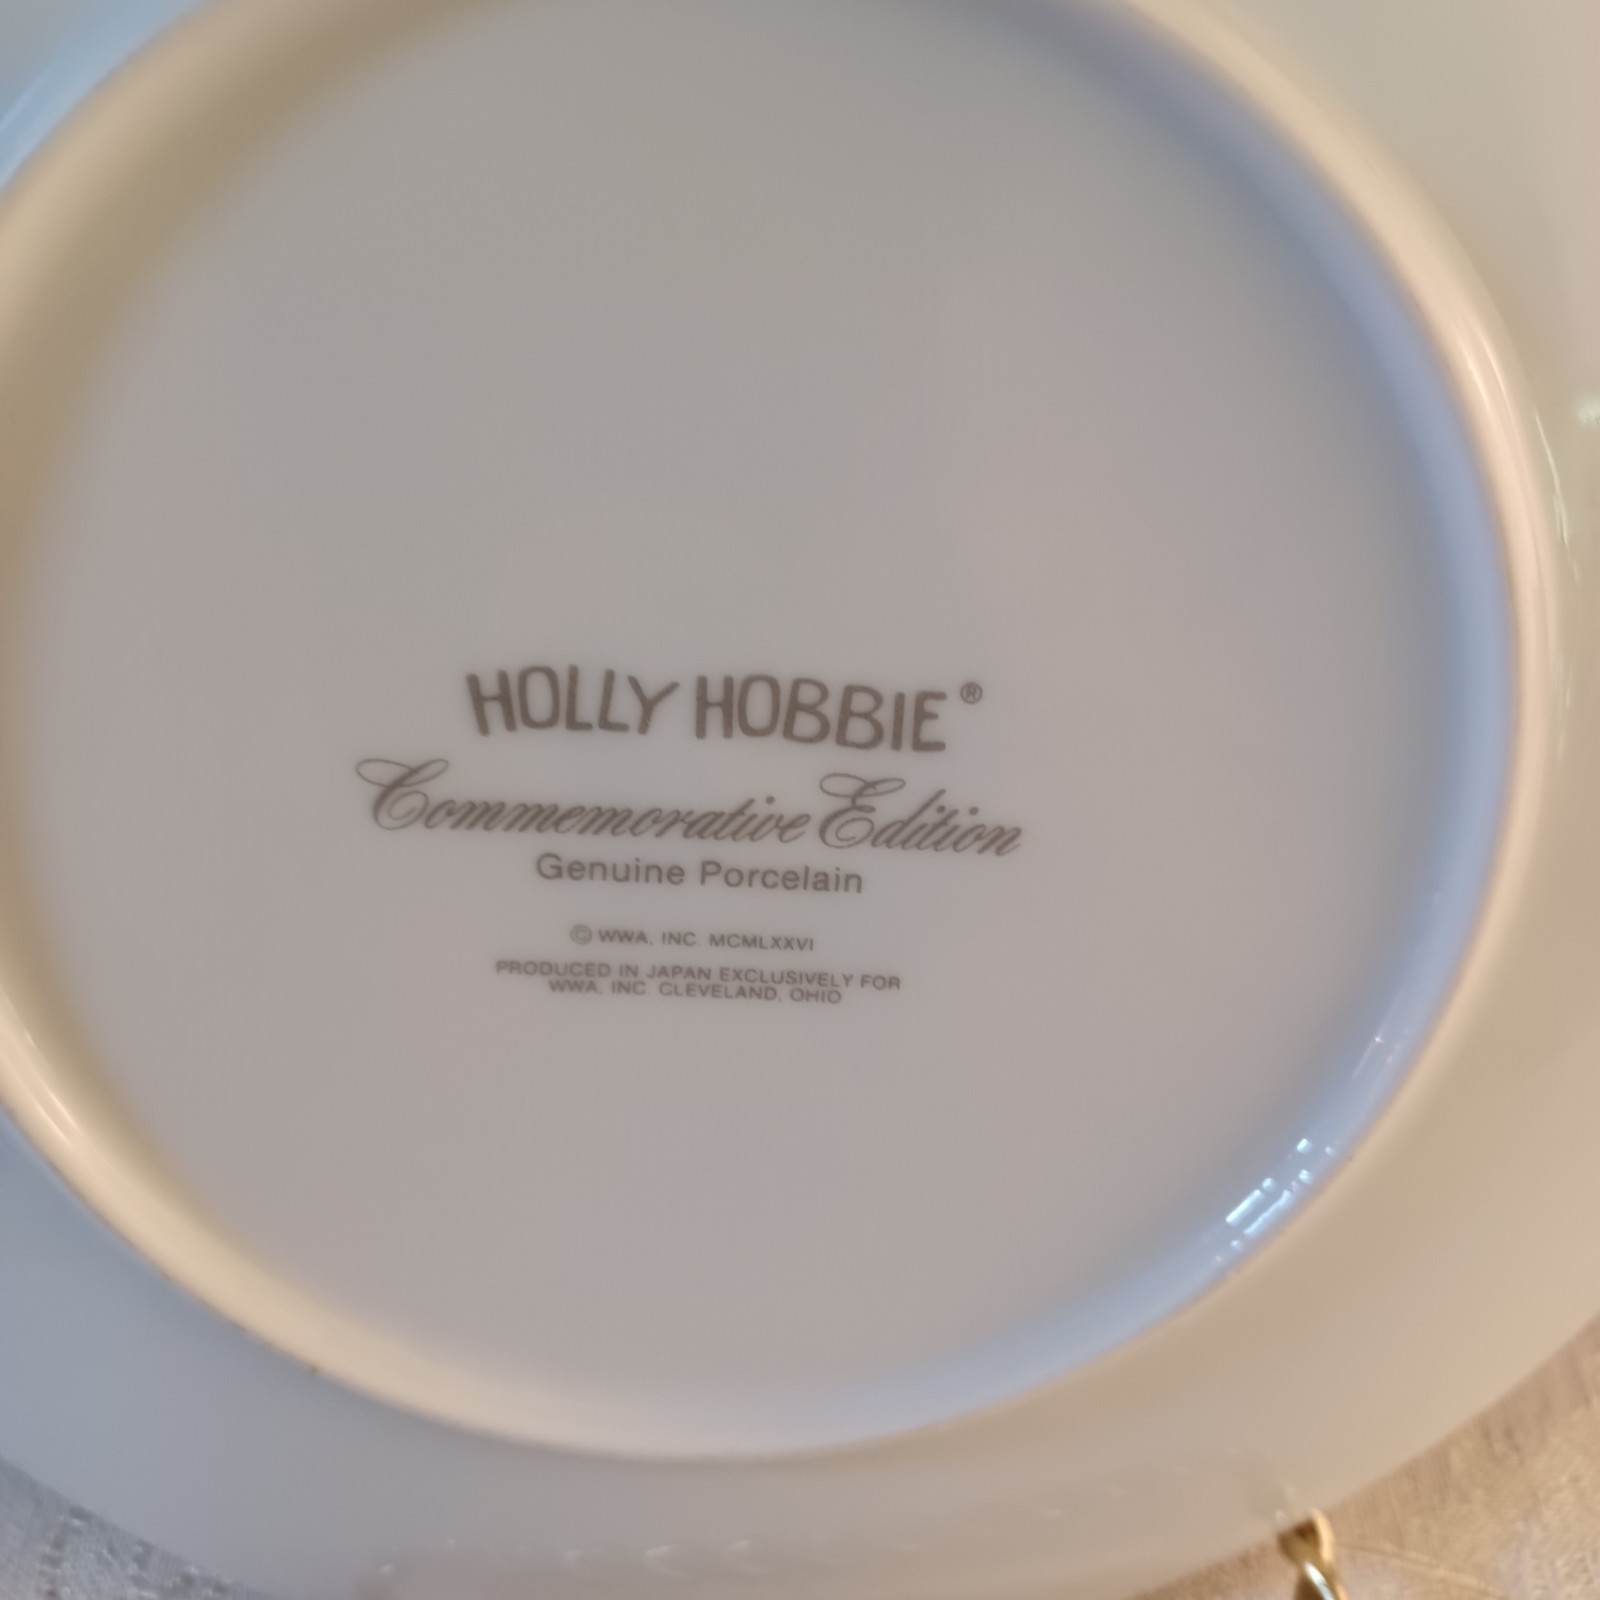 HOLLY HOBBIE®
Commemorative Edition
Genuine Porcelain
© WWA, INC. MCMLXXVI
PRODUCED IN JAPAN EXCLUSIVELY FOR
WWA, INC. CLEVELAND, OHIO